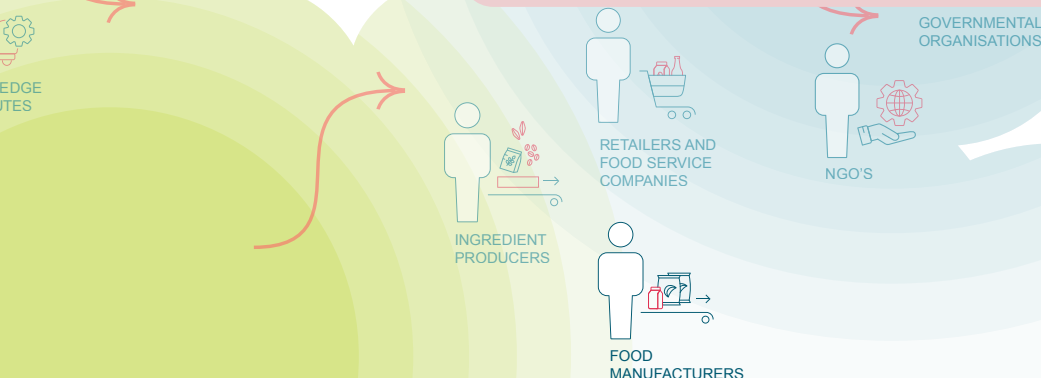 GOVERNMENTAL
ORGANISATIONS
EDGE
UTES
RETAILERS AND
FOOD SERVICE
COMPANIES
NGO'S
INGREDIENT
PRODUCERS
FOOD
MANUFACTURERS